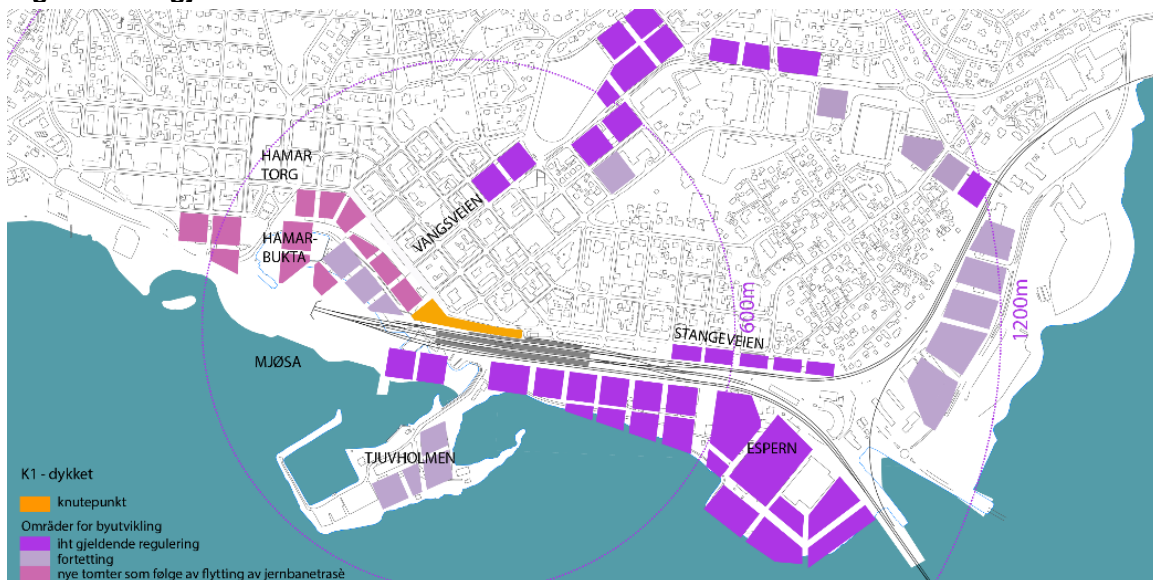 HAMAR
TORG
VANGSVEIEN
HAMAR-
BUKTA
600m
1200m
STANGEVEIEN
MJØSA
ESPERN
TJUVHOLMEN
K1 - dykket
knutepunkt
Områder for byutvikling
iht gjeldende regulering
fortetting
nye tomter som følge av flytting av jernbanetrasè